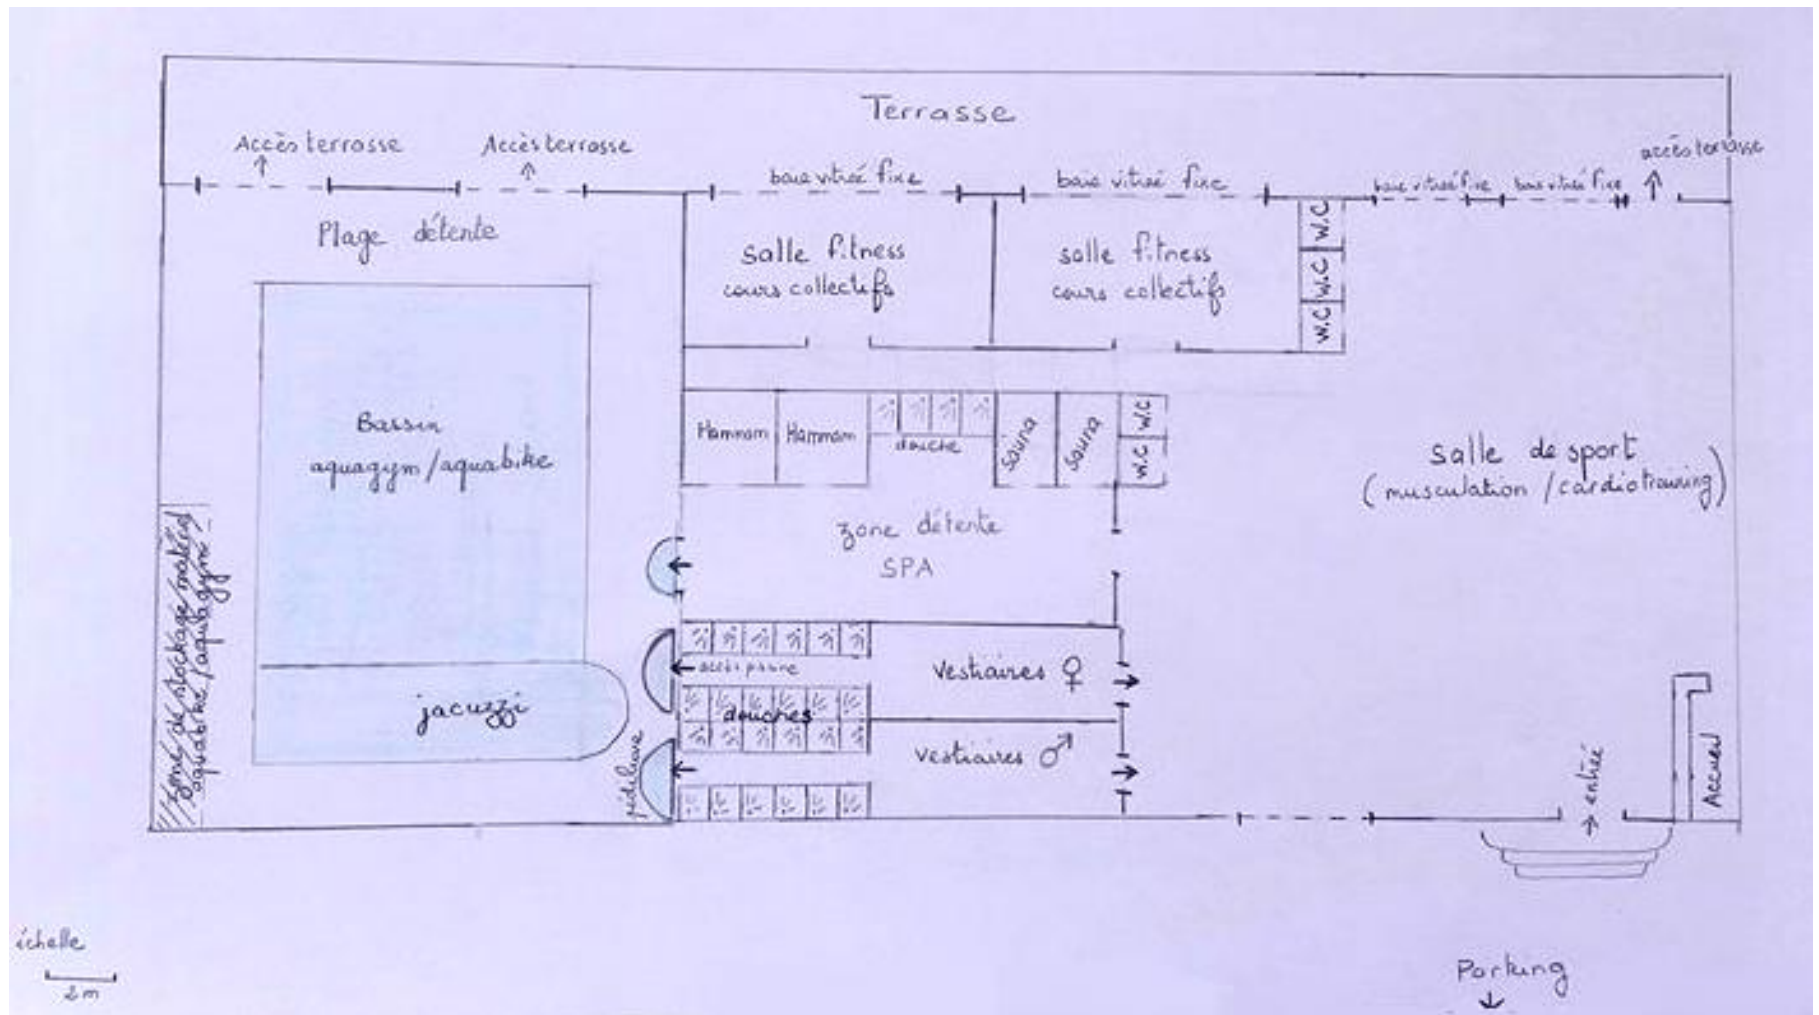 Terrasse
Accès terrasse
Accès terrasse
accès terrasse
baie vitrée fixe
baie vitrée fixe
baie vitrée fixe
baie vitrée fixe
Plage détente
salle fitness
cours collectifs
salle fitness
cours collectifs
W.C
W.C
W.C
Bassin
aquagym/aquabike
Hammam
Hammam
douche
sauna
sauna
W.C
W.C
salle de sport
(musculation/cardiotraining)
zone détente
SPA
zone de stockage matériel
aquabike/aquagym
accès piscine
vestiaires ♀
jacuzzi
douches
vestiaires ♂
pédiluve
entrée
Accueil
échelle
2m
Parking